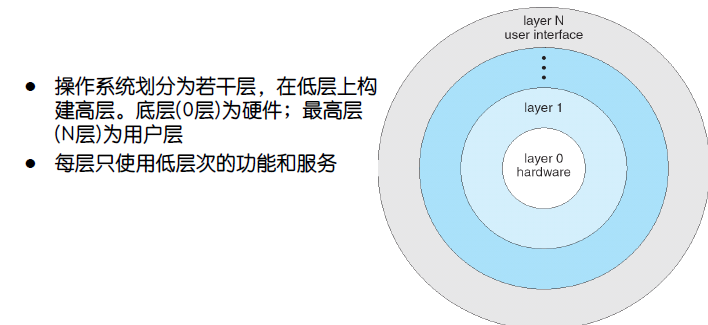 操作系统划分为若干层，在低层上构
建高层。底层(0层)为硬件；最高层
(N层)为用户层
每层只使用低层次的功能和服务
layer N
user interface
layer 1
layer 0
hardware